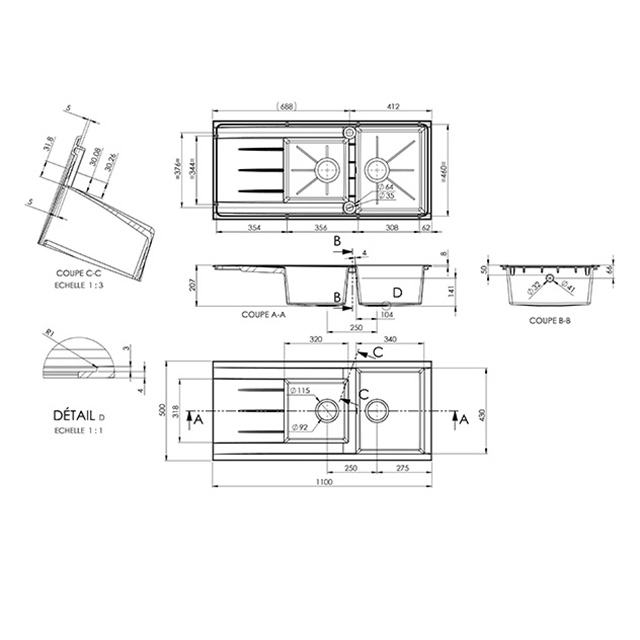 (688)
412
5
31.8
30.08
30.26
5
COUPE C-C
ECHELLE 1 : 3
=376=
=344=
=460=
Ø64
Ø35
354
356
308
62
B
4
8
207
B
D
141
COUPE A-A
104
250
50
66
Ø32
Ø41
COUPE B-B
R1
3
4
DÉTAIL D
ECHELLE 1 : 1
320
340
C
C
Ø115
Ø92
500
318
A
A
430
250
275
1100